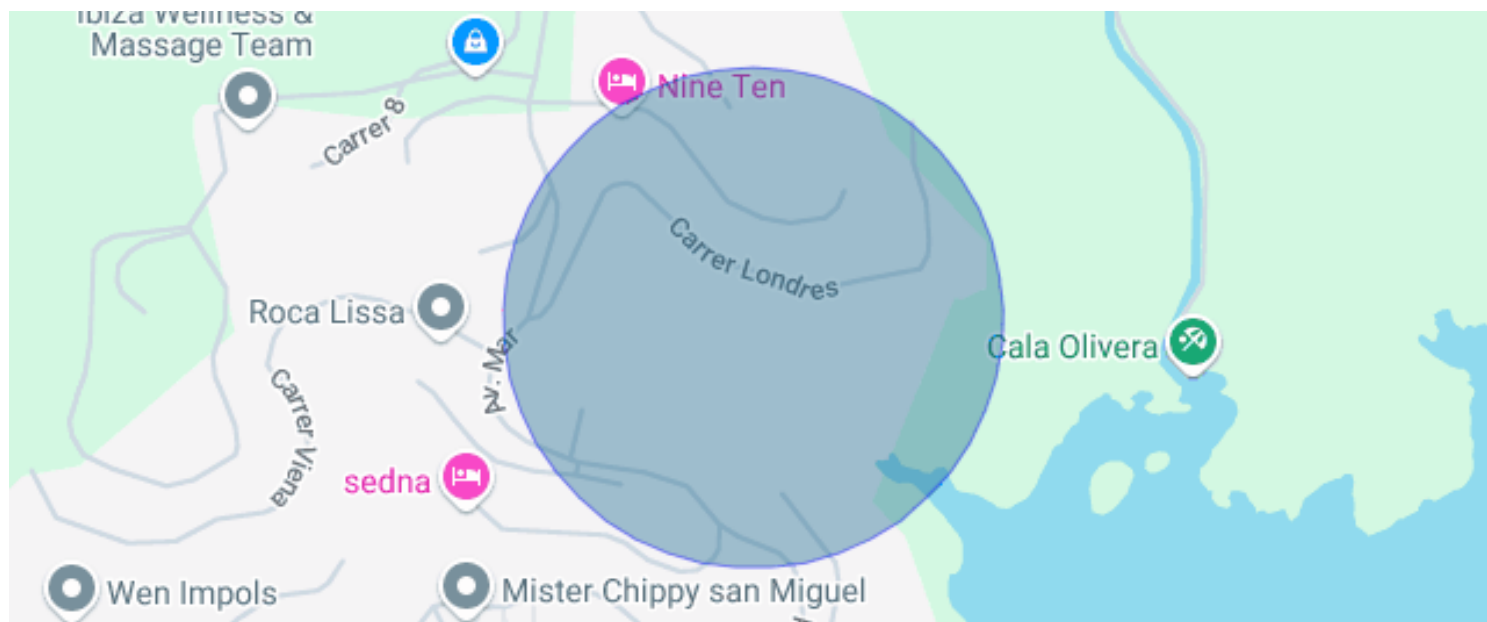 Ibiza Wellness &
Massage Team
Nine Ten
Carrer 8
Carrer Londres
Roca Lissa
Av. Mar
Cala Olivera
Carrer Viena
sedna
Wen Impols
Mister Chippy san Miguel